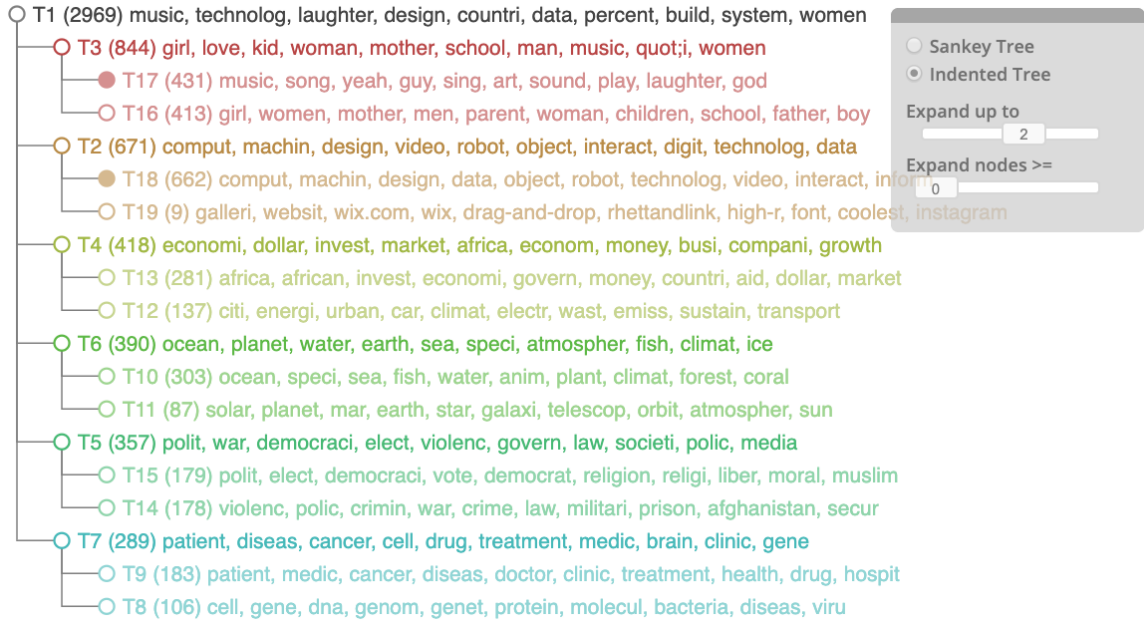 T1 (2969) music, technolog, laughter, design, countri, data, percent, build, system, women
T3 (844) girl, love, kid, woman, mother, school, man, music, quot;i, women
T17 (431) music, song, yeah, guy, sing, art, sound, play, laughter, god
T16 (413) girl, women, mother, men, parent, woman, children, school, father, boy
T2 (671) comput, machin, design, video, robot, object, interact, digit, technolog, data
T18 (662) comput, machin, design, data, object, robot, technolog, video, interact, inform
T19 (9) galleri, websit, wix.com, wix, drag-and-drop, rhettandlink, high-r, font, coolest, instagram
T4 (418) economi, dollar, invest, market, africa, econom, money, busi, compani, growth
T13 (281) africa, african, invest, economi, govern, money, countri, aid, dollar, market
T12 (137) citi, energi, urban, car, climat, electr, wast, emiss, sustain, transport
T6 (390) ocean, planet, water, earth, sea, speci, atmospher, fish, climat, ice
T10 (303) ocean, speci, sea, fish, water, anim, plant, climat, forest, coral
T11 (87) solar, planet, mar, earth, star, galaxi, telescop, orbit, atmospher, sun
T5 (357) polit, war, democraci, elect, violenc, govern, law, societi, polic, media
T15 (179) polit, elect, democraci, vote, democrat, religion, religi, liber, moral, muslim
T14 (178) violenc, polic, crimin, war, crime, law, militari, prison, afghanistan, secur
T7 (289) patient, diseas, cancer, cell, drug, treatment, medic, brain, clinic, gene
T9 (183) patient, medic, cancer, diseas, doctor, clinic, treatment, health, drug, hospit
T8 (106) cell, gene, dna, genom, genet, protein, molecul, bacteria, diseas, viru
Sankey Tree
Indented Tree
Expand up to
2
Expand nodes >=
0